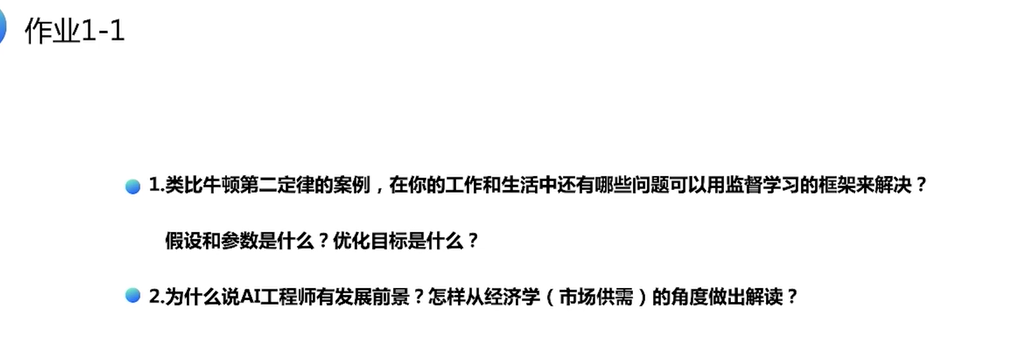 作业1-1
1.类比牛顿第二定律的案例，在你的工作和生活中还有哪些问题可以用监督学习的框架来解决？
假设和参数是什么？优化目标是什么？
2.为什么说AI工程师有发展前景？怎样从经济学（市场供需）的角度做出解读？